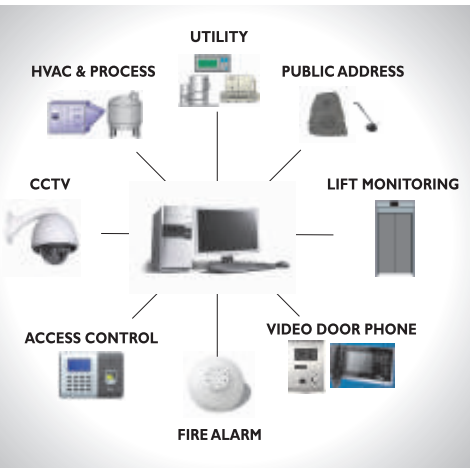 UTILITY
HVAC & PROCESS
PUBLIC ADDRESS
CCTV
LIFT MONITORING
ACCESS CONTROL
VIDEO DOOR PHONE
FIRE ALARM